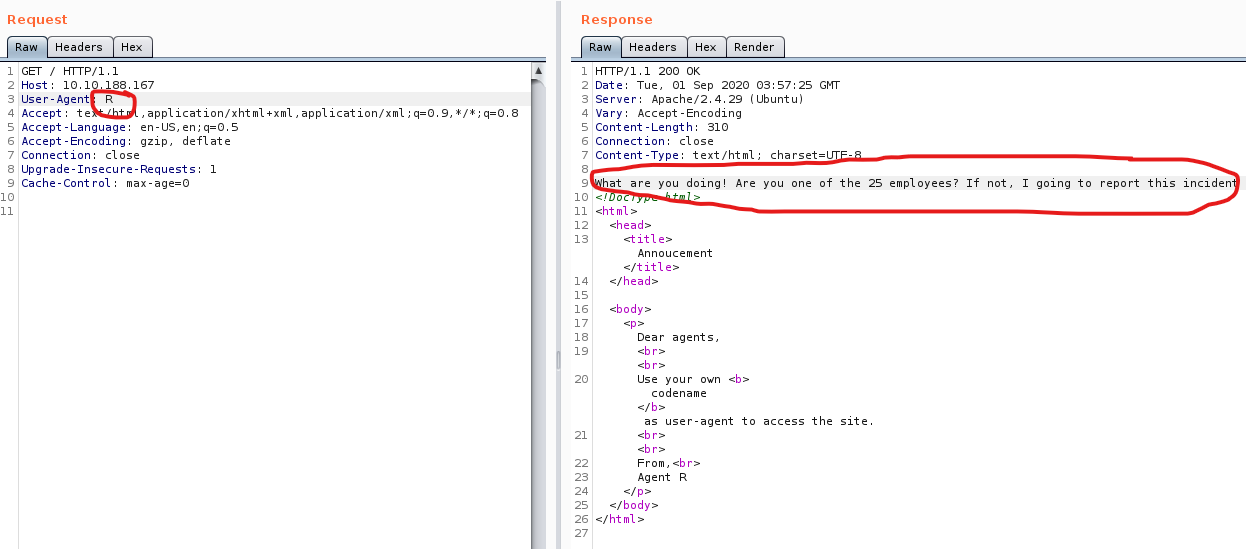 Request
Raw Headers Hex
1 GET / HTTP/1.1
2 Host: 10.10.188.167
3 User-Agent: R
4 Accept: text/html,application/xhtml+xml,application/xml;q=0.9,*/*;q=0.8
5 Accept-Language: en-US,en;q=0.5
6 Accept-Encoding: gzip, deflate
7 Connection: close
8 Upgrade-Insecure-Requests: 1
9 Cache-Control: max-age=0
10
11
Response
Raw Headers Hex Render
1 HTTP/1.1 200 OK
2 Date: Tue, 01 Sep 2020 03:57:25 GMT
3 Server: Apache/2.4.29 (Ubuntu)
4 Vary: Accept-Encoding
5 Content-Length: 310
6 Connection: close
7 Content-Type: text/html; charset=UTF-8
8
9 What are you doing! Are you one of the 25 employees? If not, I going to report this incident
10 <!DocType html>
11 <html>
12 <head>
13 <title>
Annoucement
</title>
14 </head>
15
16 <body>
17 <p>
18 Dear agents,
19 <br>
<br>
20 Use your own <b>
codename
</b>
as user-agent to access the site.
21 <br>
<br>
22 From,<br>
23 Agent R
24 </p>
25 </body>
26 </html>
27